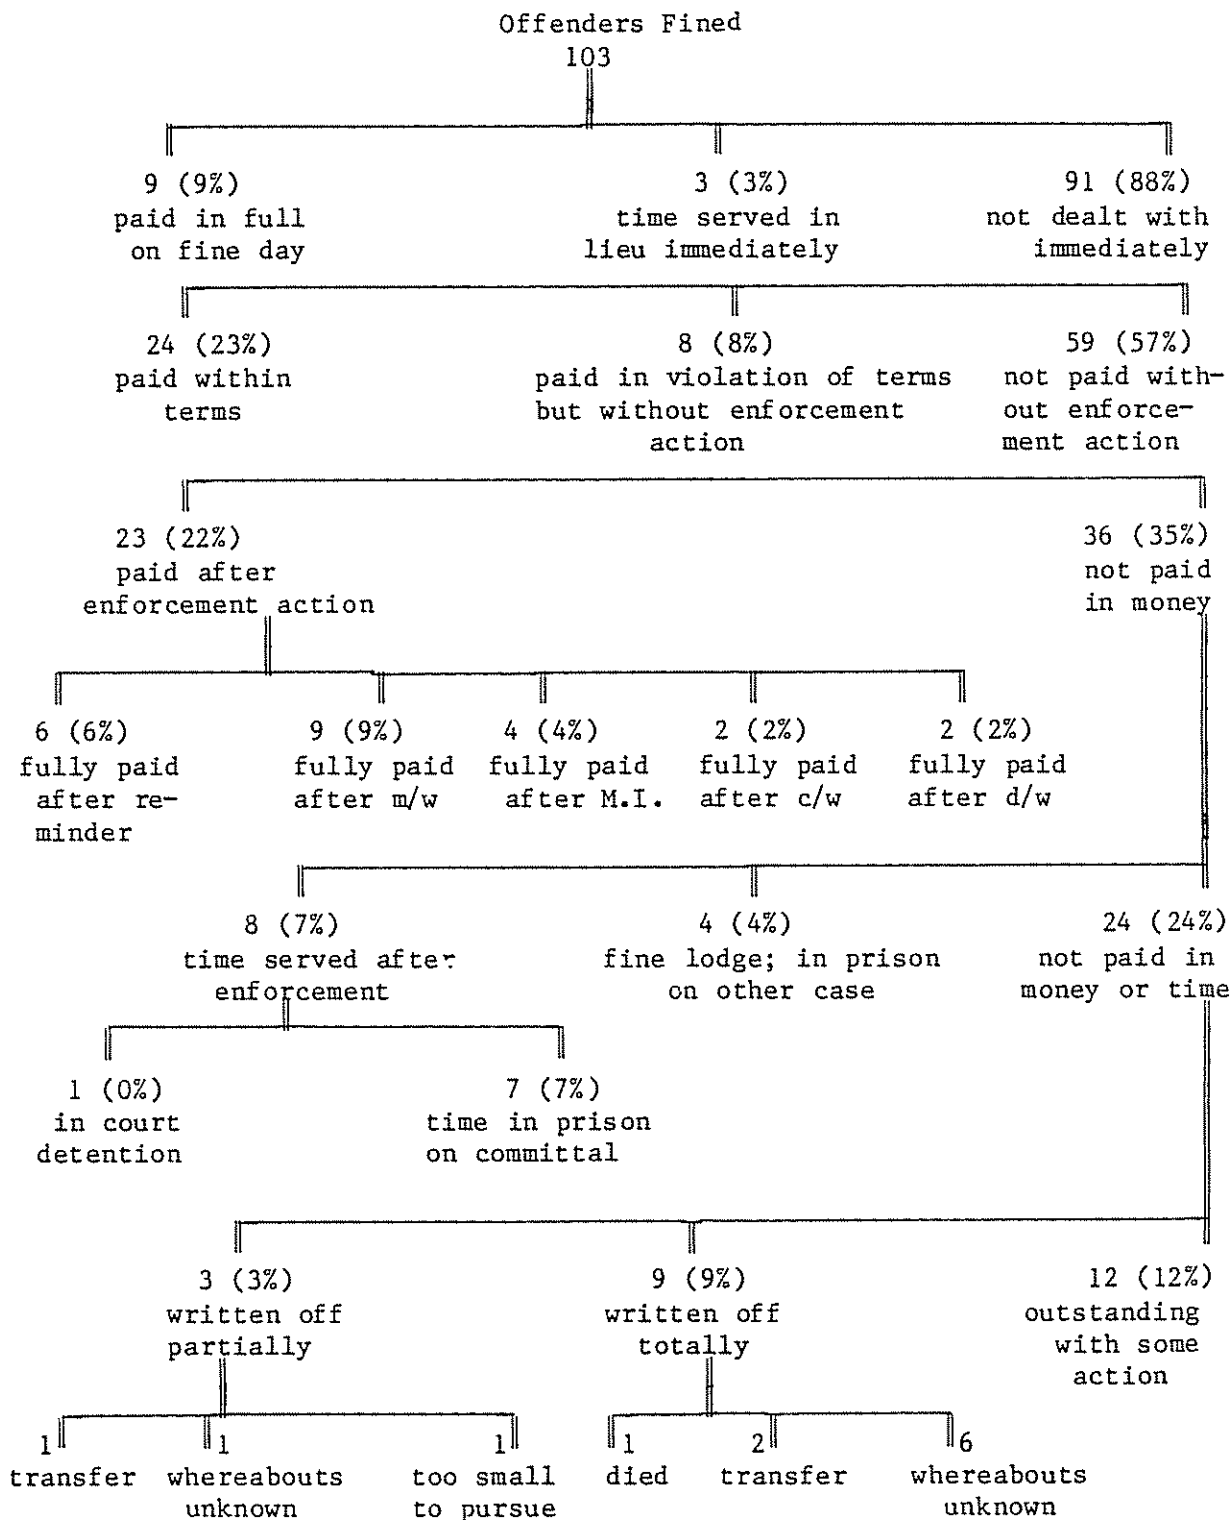 Offenders Fined
103
9 (9%)
paid in full
on fine day
3 (3%)
time served in
lieu immediately
91 (88%)
not dealt with
immediately
24 (23%)
paid within
terms
8 (8%)
paid in violation of terms
but without enforcement
action
59 (57%)
not paid with-
out enforce-
ment action
23 (22%)
paid after
enforcement action
36 (35%)
not paid
in money
6 (6%)
fully paid
after re-
minder
9 (9%)
fully paid
after m/w
4 (4%)
fully paid
after M.I.
2 (2%)
fully paid
after c/w
2 (2%)
fully paid
after d/w
8 (7%)
time served after
enforcement
4 (4%)
fine lodge; in prison
on other case
24 (24%)
not paid in
money or time
1 (0%)
in court
detention
7 (7%)
time in prison
on committal
3 (3%)
written off
partially
9 (9%)
written off
totally
12 (12%)
outstanding
with some
action
1
transfer
1
whereabouts
unknown
1
too small
to pursue
1
died
2
transfer
6
whereabouts
unknown